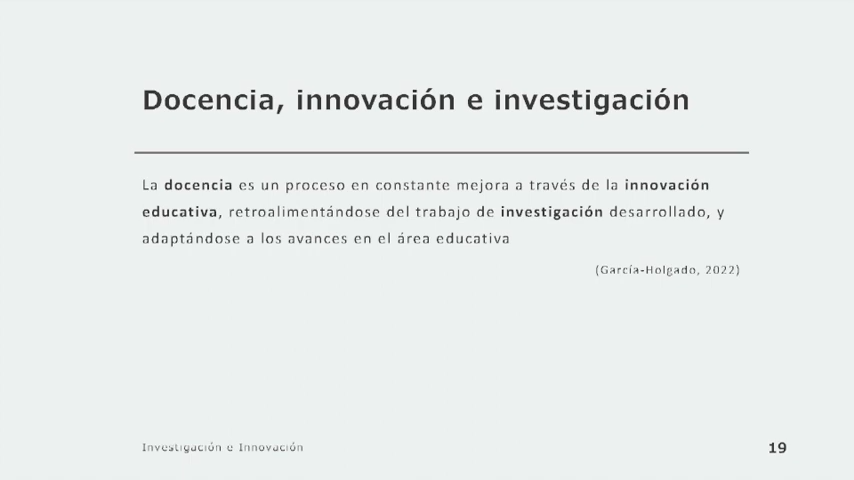 Docencia, innovación e investigación
La docencia es un proceso en constante mejora a través de la innovación
educativa, retroalimentándose del trabajo de investigación desarrollado, y
adaptándose a los avances en el área educativa
(García-Holgado, 2022)
Investigación e Innovación
19